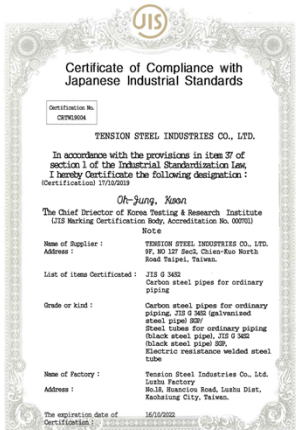 JIS
Certificate of Compliance with
Japanese Industrial Standards
Certification No.
CRTW19004
TENSION STEEL INDUSTRIES CO., LTD.
In accordance with the provisions in item 37 of
section 1 of the Industrial Standardization Law,
I hereby Certificate the following designation :
(Certification) 17/10/2019
Oh-Jung, Kwon
The Chief Driector of Korea Testing & Research Institute
(JIS Marking Certification Body, Accreditation No. 000701)
Note
Name of Supplier : TENSION STEEL INDUSTRIES CO., LTD.
Address : 9F, NO 127 Sec2, Chien-Kuo North
Road Taipei, Taiwan.
List of items Certificated : JIS G 3452
Carbon steel pipes for ordinary
piping
Grade or kind : Carbon steel pipes for ordinary
piping, JIS G 3452 (galvanized
steel pipe) SGP/
Steel tubes for ordinary piping
(black steel pipe), JIS G 3452
(black steel pipe) SGP,
Electric resistance welded steel
tube
Name of Factory : Tension Steel Industries Co. Ltd.
Luzhu Factory
Address : No.18, Huanciou Road, Luzhu Dist,
Kaohsiung City, Taiwan.
The expiration date of 16/10/2022
Certification :